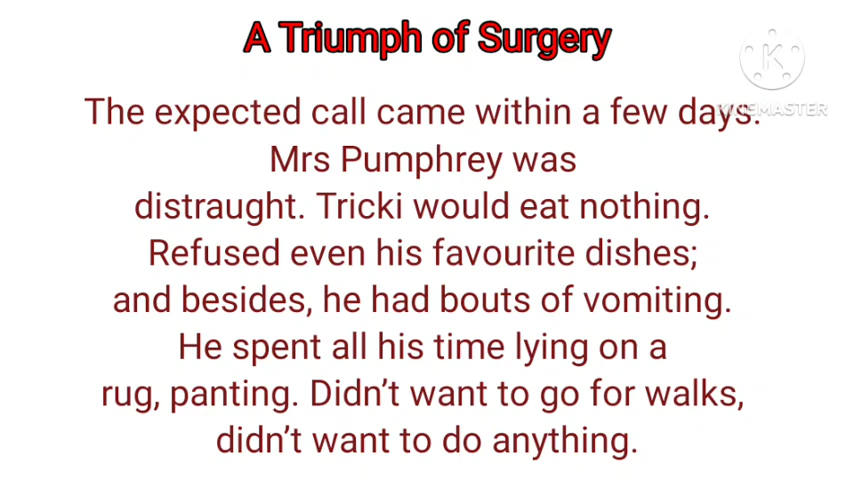 A Triumph of Surgery
The expected call came within a few days.
KINEMASTER
Mrs Pumphrey was
distraught. Tricki would eat nothing.
Refused even his favourite dishes;
and besides, he had bouts of vomiting.
He spent all his time lying on a
rug, panting. Didn’t want to go for walks,
didn’t want to do anything.